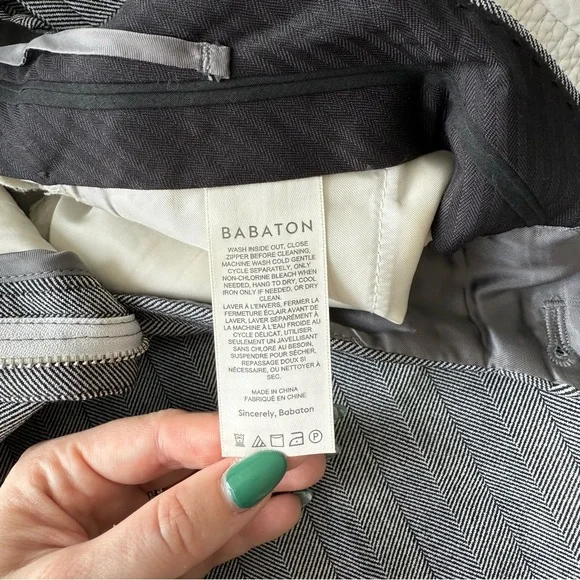 BABATON
WASH INSIDE OUT, CLOSE
ZIPPER BEFORE CLEANING,
MACHINE WASH COLD GENTLE
CYCLE SEPARATELY, ONLY
NON-CHLORINE BLEACH WHEN
NEEDED, HANG TO DRY, COOL
IRON ONLY IF NEEDED, OR DRY
CLEAN.
LAVER À L'ENVERS, FERMER LA
FERMETURE ÉCLAIR AVANT DE
LAVER, LAVER SÉPARÉMENT À
LA MACHINE À L'EAU FROIDE AU
CYCLE DÉLICAT, UTILISER
SEULEMENT UN JAVELLISANT
SANS CHLORE AU BESOIN,
SUSPENDRE POUR SÉCHER,
REPASSAGE DOUX SI
NÉCESSAIRE, OU NETTOYER À
SEC.
MADE IN CHINA
FABRIQUÉ EN CHINE
Sincerely, Babaton
P